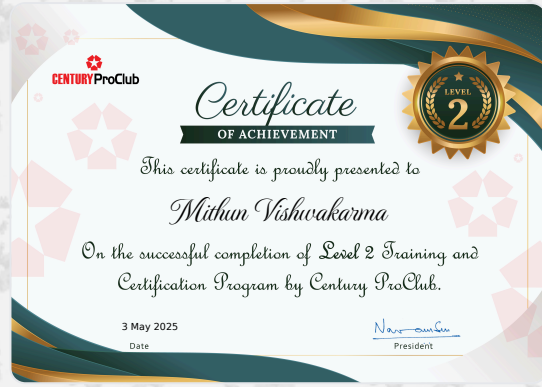 CENTURY ProClub
Certificate
OF ACHIEVEMENT
LEVEL
2
This certificate is proudly presented to
Mithun Vishwakarma
On the successful completion of Level 2 Training and
Certification Program by Century ProClub.
3 May 2025
Date
President